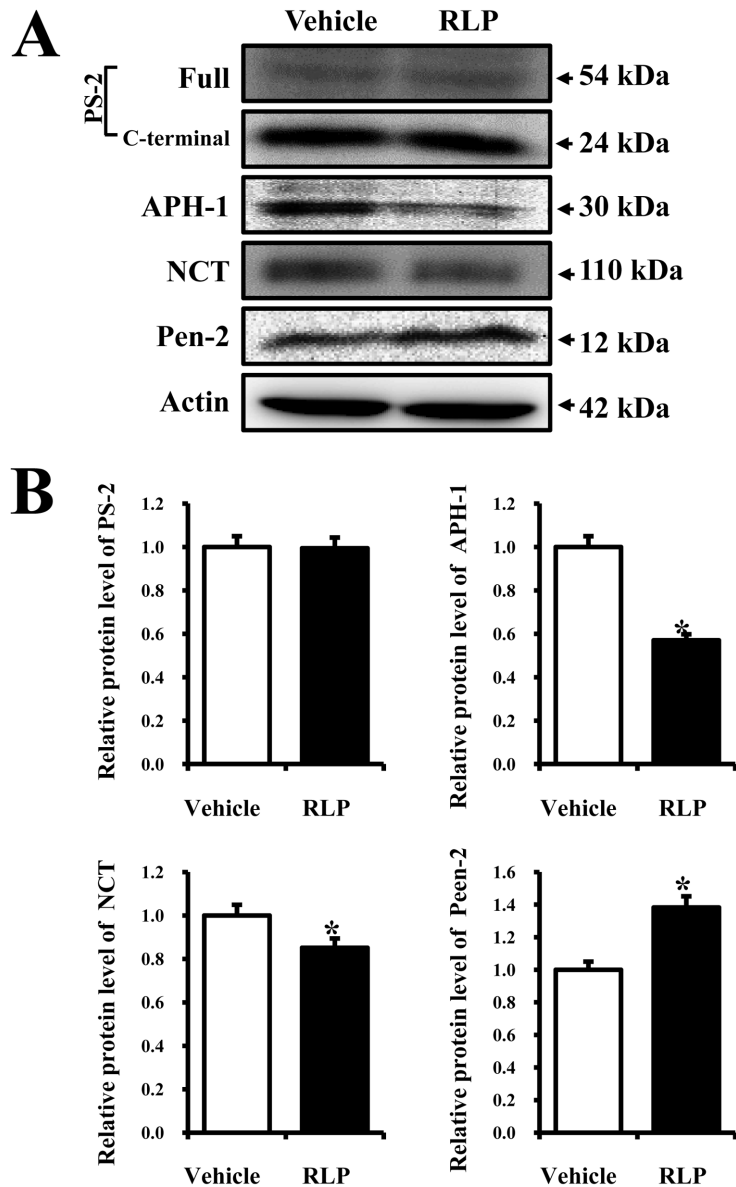 A
Vehicle RLP
PS-2
Full 54 kDa
C-terminal 24 kDa
APH-1 30 kDa
NCT 110 kDa
Pen-2 12 kDa
Actin 42 kDa
B
Relative protein level of PS-2
1.2
1.0
0.8
0.6
0.4
0.2
0.0
Vehicle RLP
Relative protein level of APH-1
1.2
1.0
0.8
0.6
0.4
0.2
0.0
*
Vehicle RLP
Relative protein level of NCT
1.2
1.0
0.8
0.6
0.4
0.2
0.0
*
Vehicle RLP
Relative protein level of Peen-2
1.6
1.4
1.2
1.0
0.8
0.6
0.4
0.2
0.0
*
Vehicle RLP